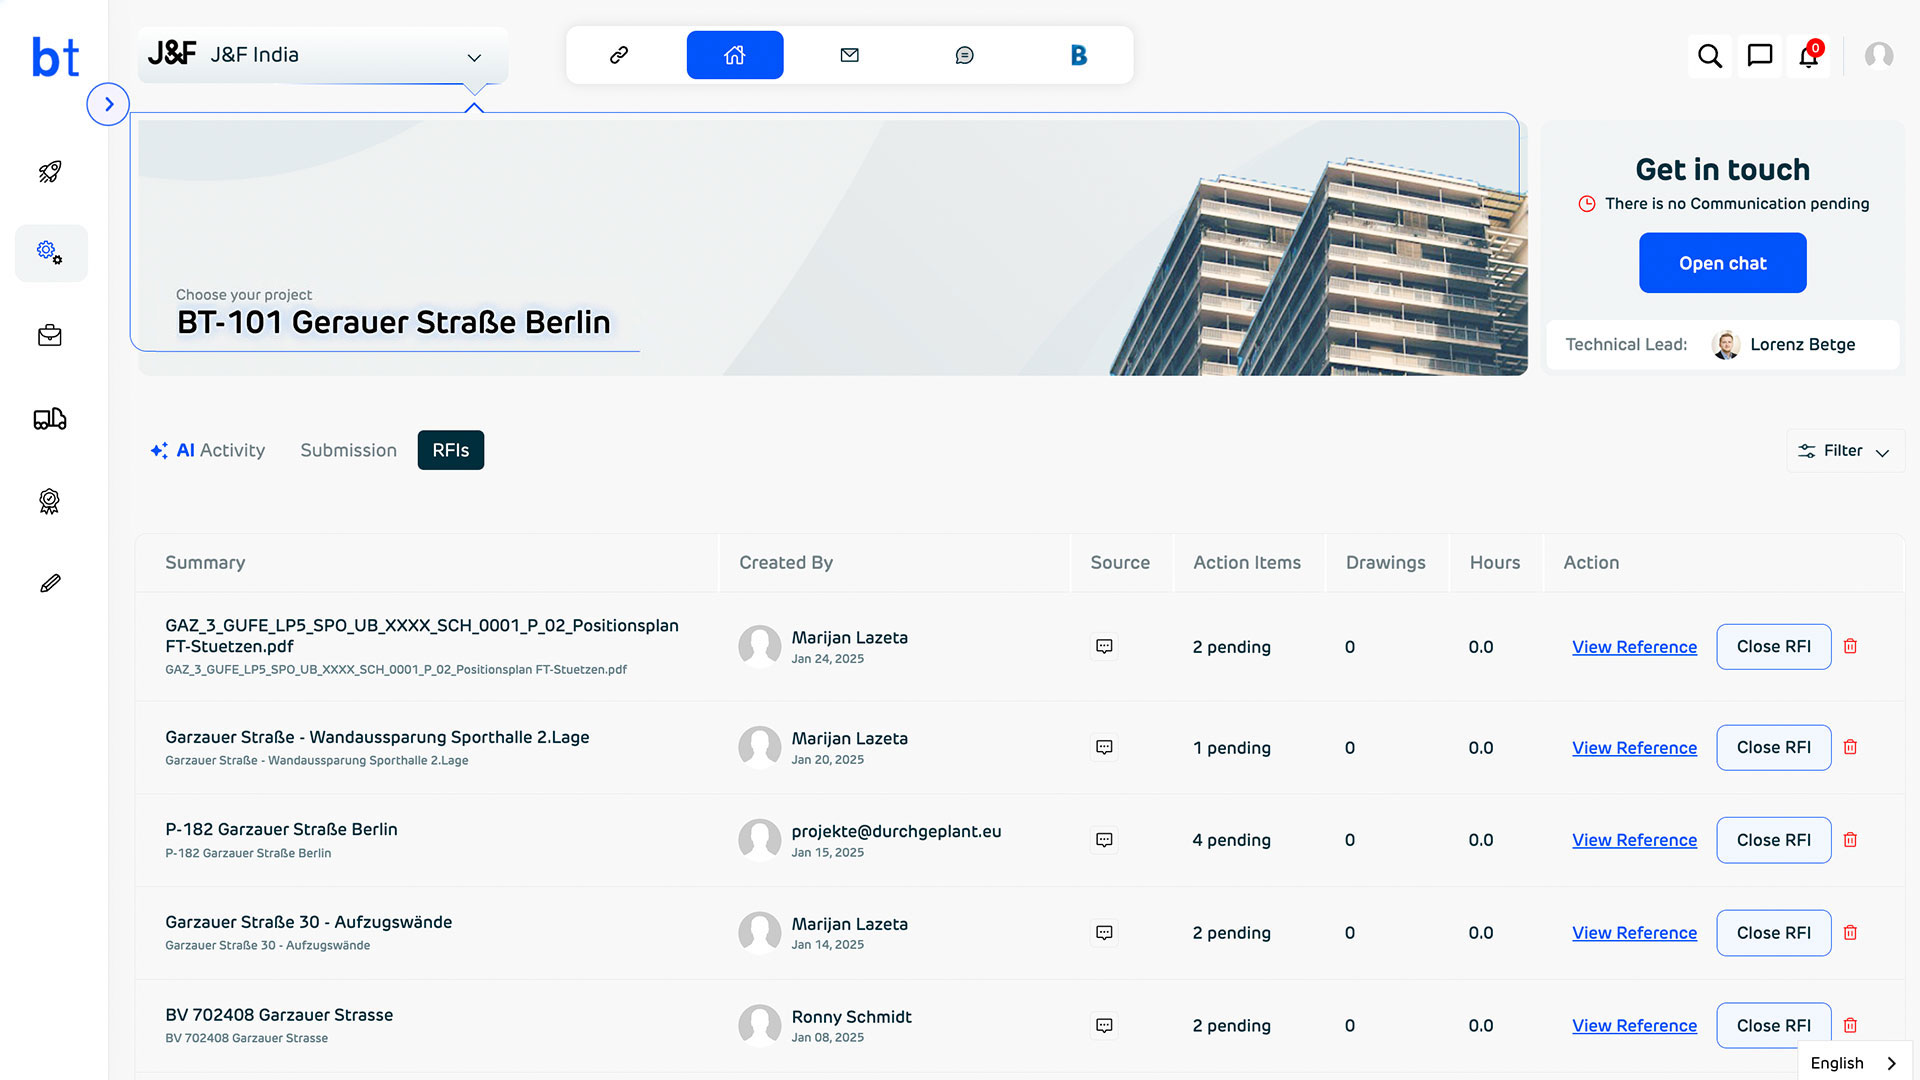 bt
J&F J&F India
B
0
Choose your project
BT-101 Gerauer Straße Berlin
Get in touch
There is no Communication pending
Open chat
Technical Lead: Lorenz Betge
AI Activity Submission RFIs
Filter
Summary Created By Source Action Items Drawings Hours Action
GAZ_3_GUFE_LP5_SPO_UB_XXXX_SCH_0001_P_02_Positionsplan
FT-Stuetzen.pdf
GAZ_3_GUFE_LP5_SPO_UB_XXXX_SCH_0001_P_02_Positionsplan FT-Stuetzen.pdf
Marijan Lazeta
Jan 24, 2025
2 pending 0 0.0 View Reference Close RFI
Garzauer Straße - Wandaussparung Sporthalle 2.Lage
Garzauer Straße - Wandaussparung Sporthalle 2.Lage
Marijan Lazeta
Jan 20, 2025
1 pending 0 0.0 View Reference Close RFI
P-182 Garzauer Straße Berlin
P-182 Garzauer Straße Berlin
projekte@durchgeplant.eu
Jan 15, 2025
4 pending 0 0.0 View Reference Close RFI
Garzauer Straße 30 - Aufzugswände
Garzauer Straße 30 - Aufzugswände
Marijan Lazeta
Jan 14, 2025
2 pending 0 0.0 View Reference Close RFI
BV 702408 Garzauer Strasse
BV 702408 Garzauer Strasse
Ronny Schmidt
Jan 08, 2025
2 pending 0 0.0 View Reference Close RFI
English